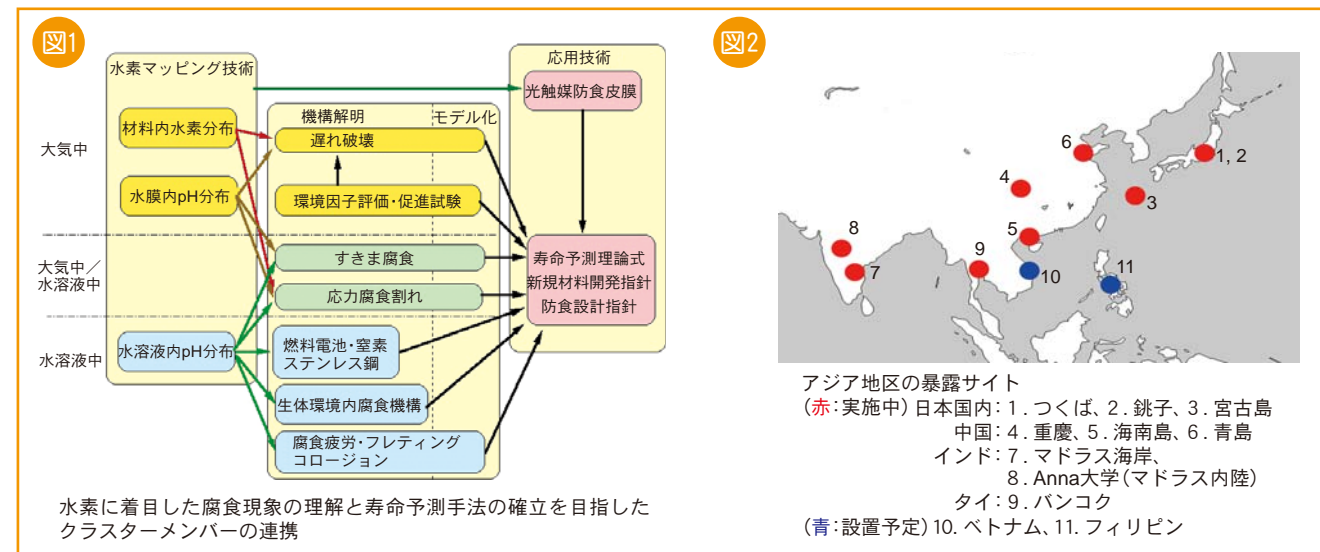 図1
水素マッピング技術
材料内水素分布
水膜内pH分布
水溶液内pH分布
大気中
大気中／
水溶液中
水溶液中
機構解明
モデル化
遅れ破壊
環境因子評価・促進試験
すきま腐食
応力腐食割れ
燃料電池・窒素
ステンレス鋼
生体環境内腐食機構
腐食疲労・フレティング
コロージョン
応用技術
光触媒防食皮膜
寿命予測理論式
新規材料開発指針
防食設計指針
水素に着目した腐食現象の理解と寿命予測手法の確立を目指した
クラスターメンバーの連携
図2
6
1, 2
4
3
5
8
7
9
10
11
アジア地区の暴露サイト
(赤：実施中) 日本国内：1．つくば、2．銚子、3．宮古島
中国：4．重慶、5．海南島、6．青島
インド：7．マドラス海岸、
8．Anna大学(マドラス内陸)
タイ：9．バンコク
(青：設置予定) 10．ベトナム、11．フィリピン